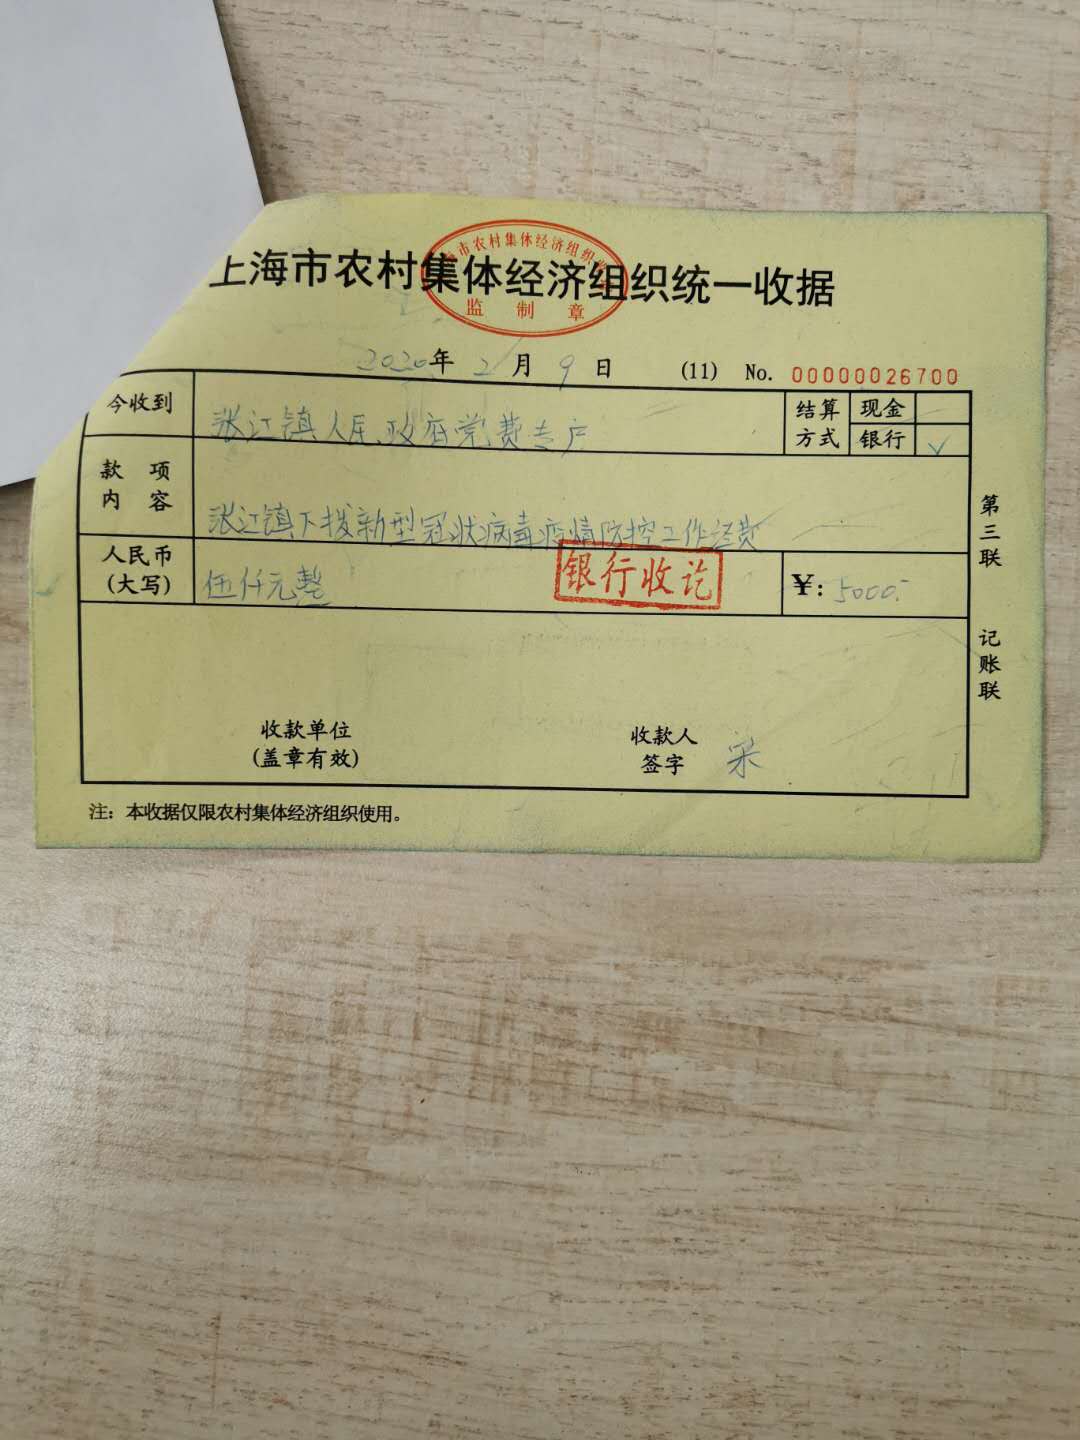 上海市农村集体经济组织统一收据
市农村集体经济组织
监制章
2020年2月9日 (11) No. 00000026700
今收到 张江镇人民政府党费专户
结算方式 现金
银行 √
款项内容 张江镇下拨新型冠状病毒疫情防控工作经费
人民币(大写) 伍仟元整 ¥: 5000.-
银行收讫
收款单位(盖章有效)
收款人签字
第三联
记账联
注：本收据仅限农村集体经济组织使用。